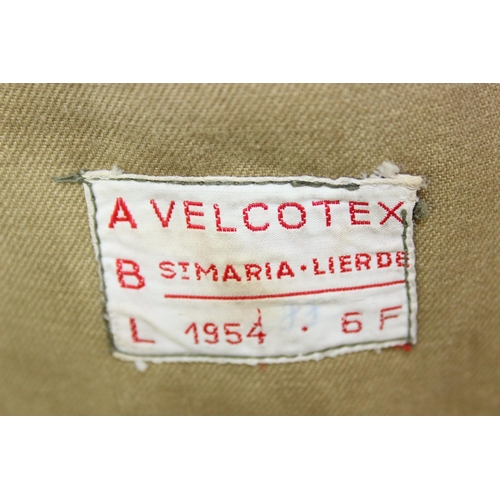 A VELCOTEX
B ST MARIA · LIERDE
L 1954 · 6 F